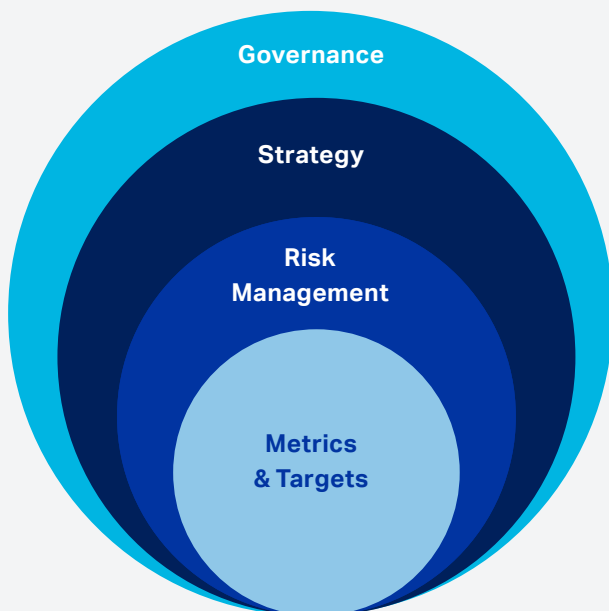 Governance
Strategy
Risk
Management
Metrics
& Targets